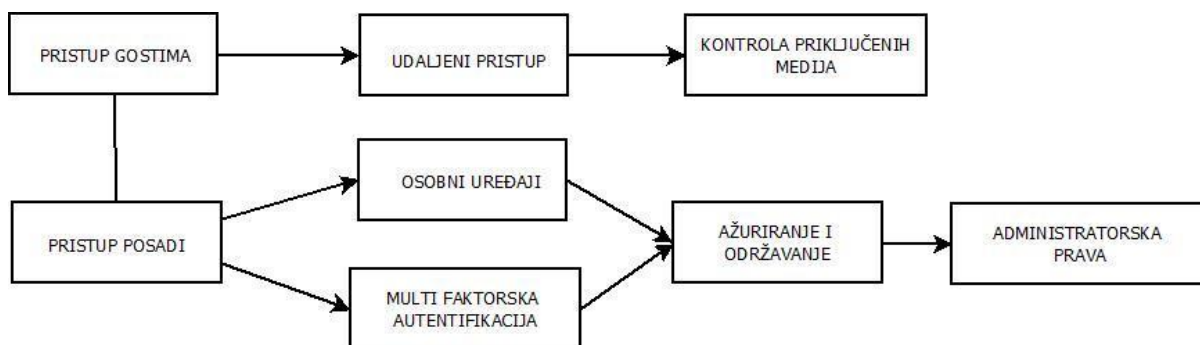 PRISTUP GOSTIMA
UDALJENI PRISTUP
KONTROLA PRIKLJUČENIH
MEDIJA
OSOBNI UREĐAJI
PRISTUP POSADI
AŽURIRANJE I
ODRŽAVANJE
ADMINISTRATORSKA
PRAVA
MULTI FAKTORSKA
AUTENTIFIKACIJA